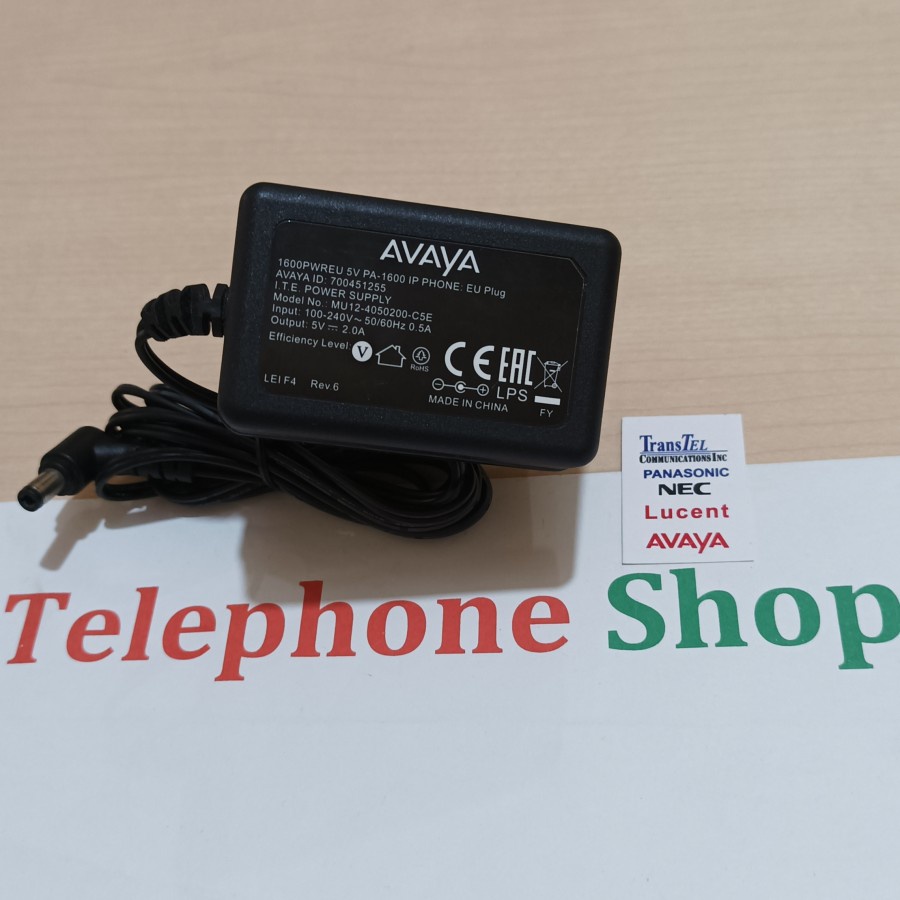 AVAYA
1600PWREU 5V PA-1600 IP PHONE: EU Plug
AVAYA ID: 700451255
I.T.E. POWER SUPPLY
Model No.: MU12-4050200-C5E
Input: 100-240V~ 50/60Hz 0.5A
Output: 5V ⎓ 2.0A
Efficiency Level: V
RoHS
CE EAC
LPS
LEI F4 Rev.6
MADE IN CHINA
FY
TRANSTEL
COMMUNICATIONS INC
PANASONIC
NEC
Lucent
AVAYA
Telephone Shop